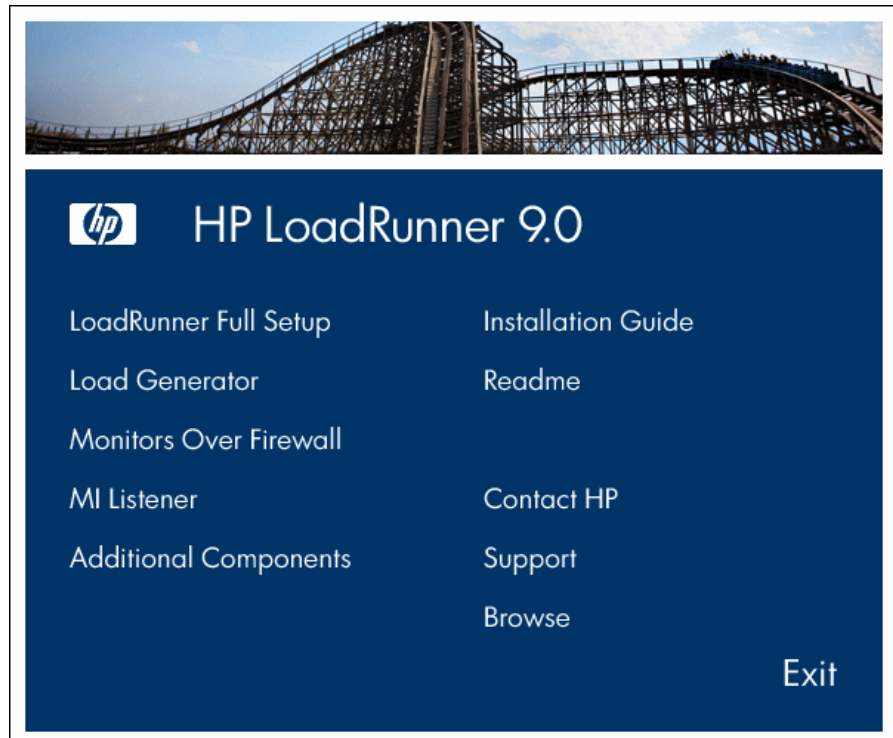 hp
HP LoadRunner 9.0
LoadRunner Full Setup
Load Generator
Monitors Over Firewall
MI Listener
Additional Components
Installation Guide
Readme
Contact HP
Support
Browse
Exit